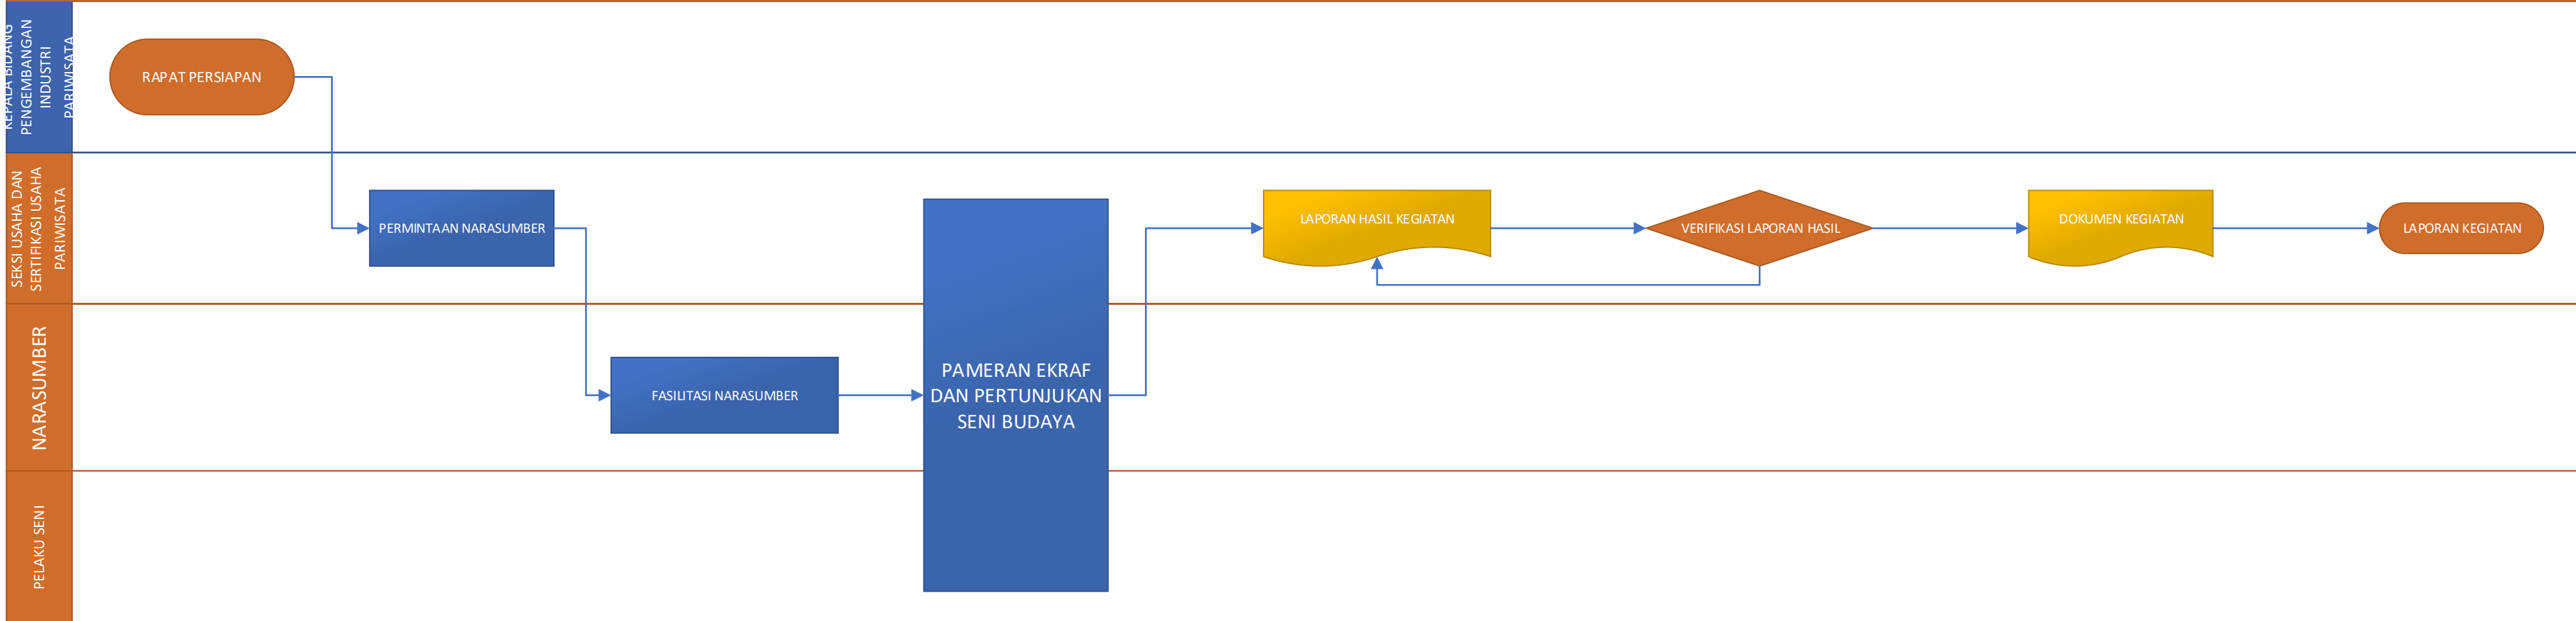 KEPALA BIDANG
PENGEMBANGAN
INDUSTRI
PARIWISATA
RAPAT PERSIAPAN
SEKSI USAHA DAN
SERTIFIKASI USAHA
PARIWISATA
PERMINTAAN NARASUMBER
LAPORAN HASIL KEGIATAN
VERIFIKASI LAPORAN HASIL
DOKUMEN KEGIATAN
LAPORAN KEGIATAN
NARASUMBER
FASILITASI NARASUMBER
PAMERAN EKRAF
DAN PERTUNJUKAN
SENI BUDAYA
PELAKU SENI